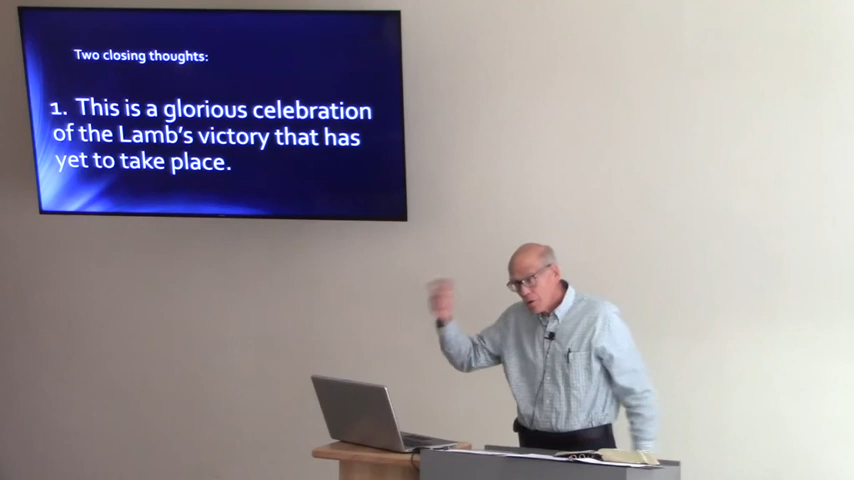 Two closing thoughts:
1. This is a glorious celebration
of the Lamb's victory that has
yet to take place.